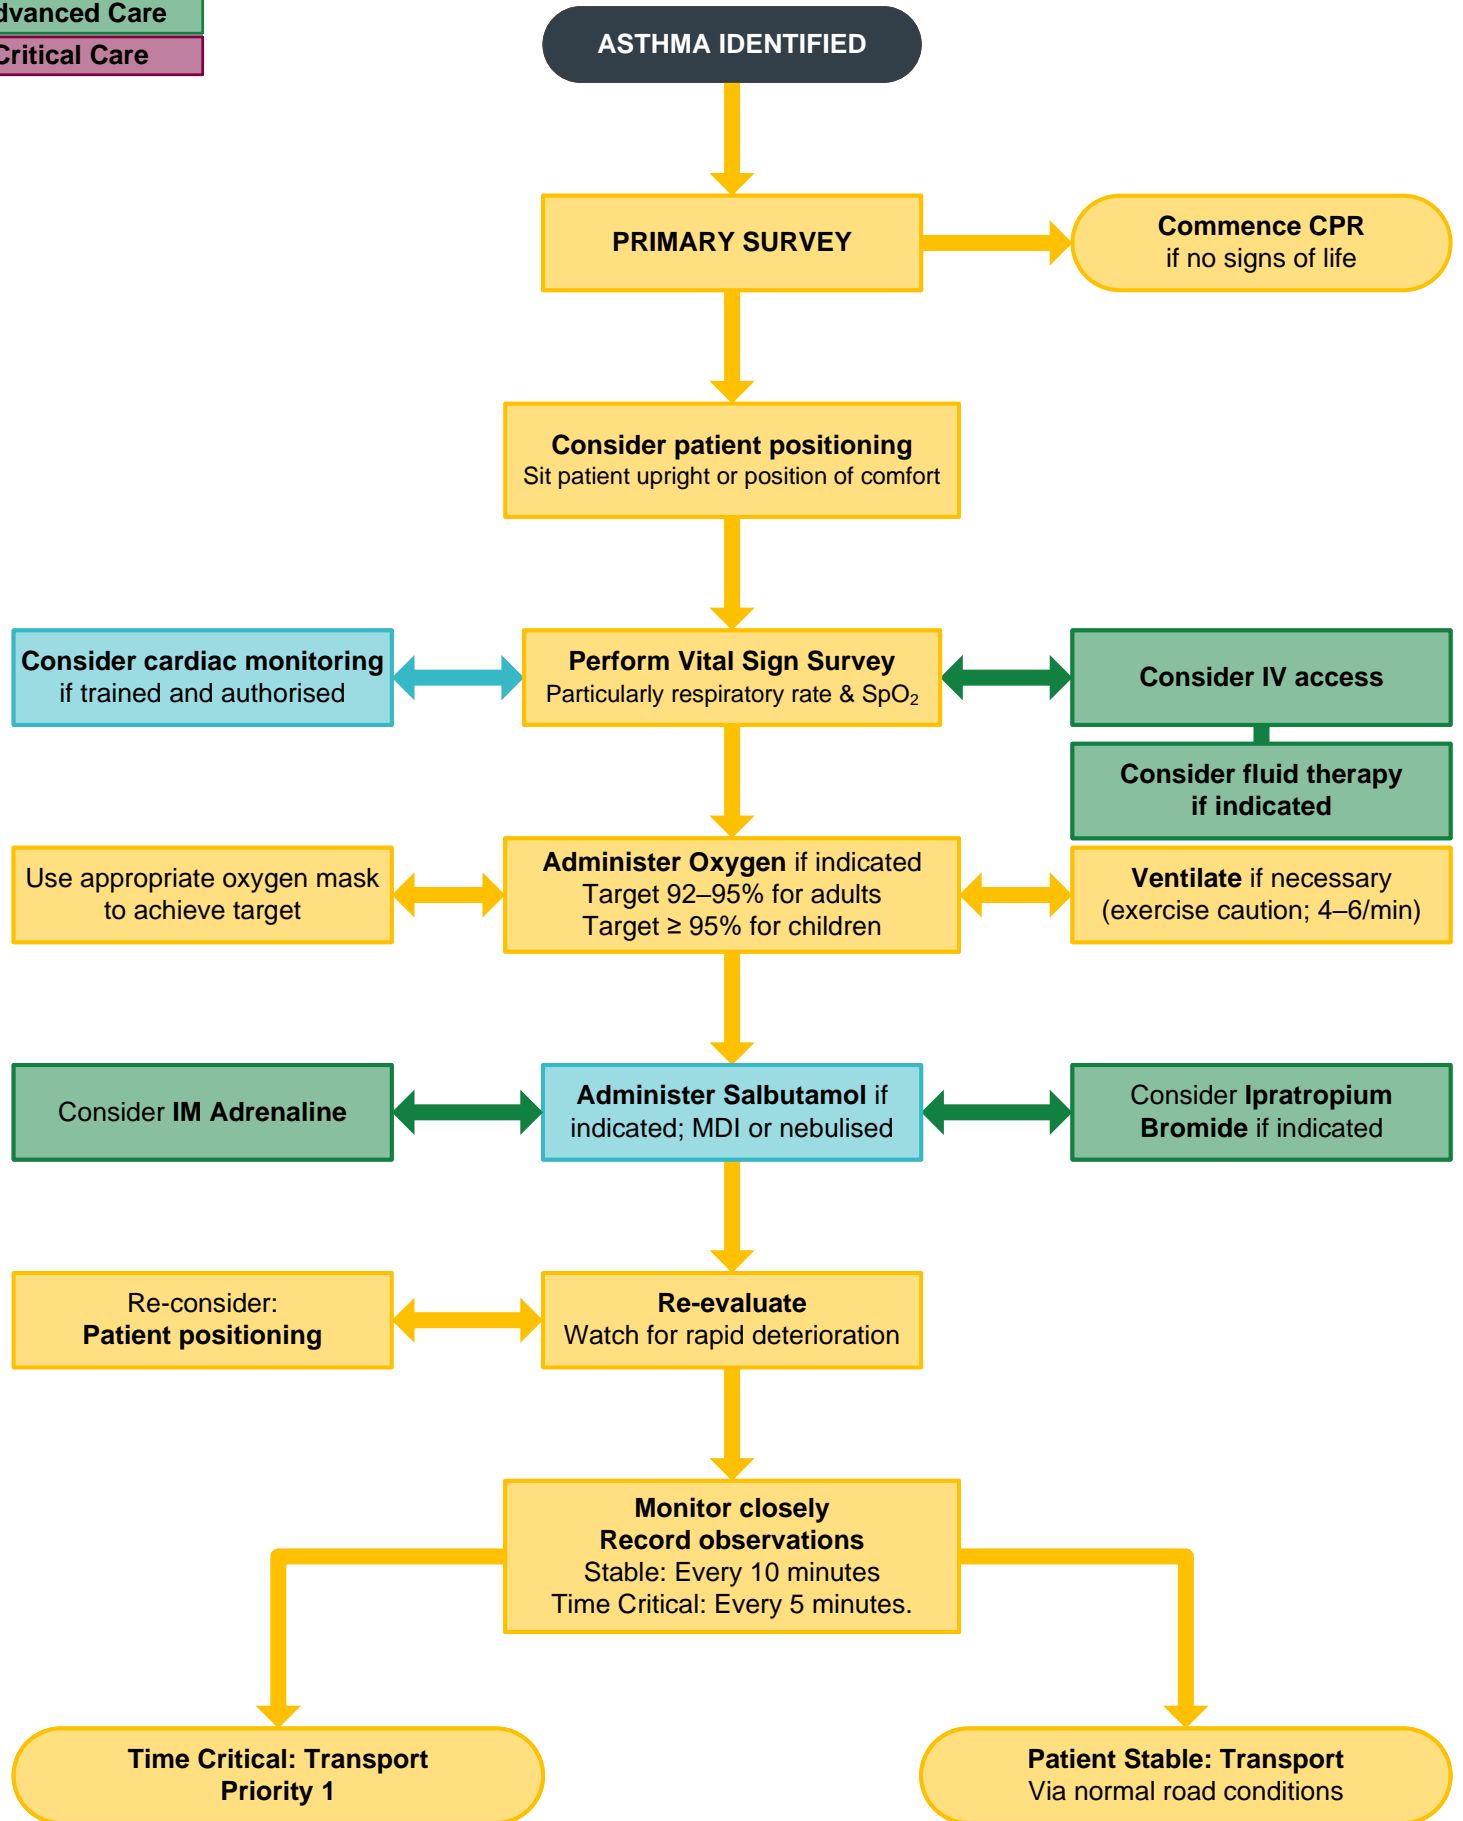 dvanced Care
Critical Care
ASTHMA IDENTIFIED
PRIMARY SURVEY
Commence CPR
if no signs of life
Consider patient positioning
Sit patient upright or position of comfort
Consider cardiac monitoring
if trained and authorised
Perform Vital Sign Survey
Particularly respiratory rate & SpO₂
Consider IV access
Consider fluid therapy
if indicated
Use appropriate oxygen mask
to achieve target
Administer Oxygen if indicated
Target 92–95% for adults
Target ≥ 95% for children
Ventilate if necessary
(exercise caution; 4–6/min)
Consider IM Adrenaline
Administer Salbutamol if
indicated; MDI or nebulised
Consider Ipratropium
Bromide if indicated
Re-consider:
Patient positioning
Re-evaluate
Watch for rapid deterioration
Monitor closely
Record observations
Stable: Every 10 minutes
Time Critical: Every 5 minutes.
Time Critical: Transport
Priority 1
Patient Stable: Transport
Via normal road conditions